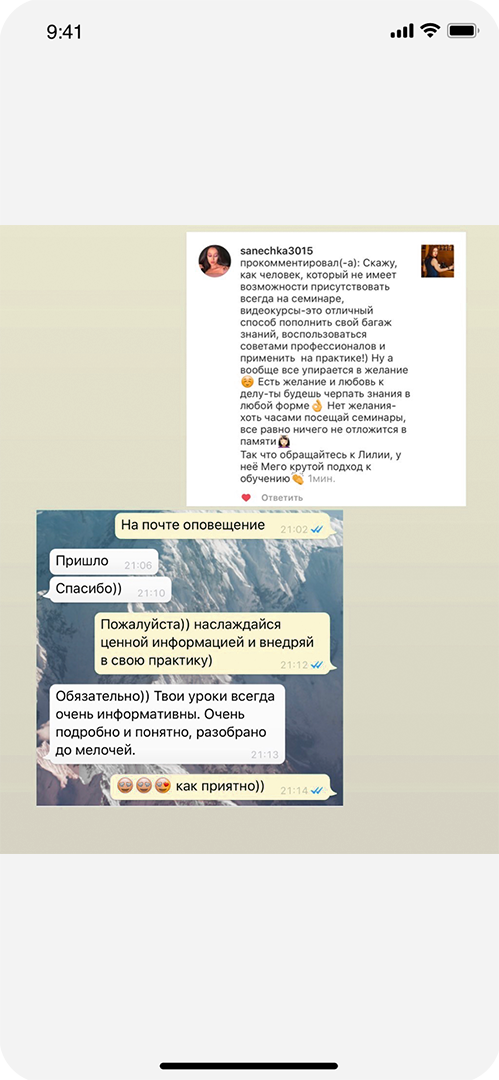 9:41
sanechka3015
прокомментировал(-а): Скажу,
как человек, который не имеет
возможности присутствовать
всегда на семинаре,
видеокурсы-это отличный
способ пополнить свой багаж
знаний, воспользоваться
советами профессионалов и
применить на практике!) Ну а
вообще все упирается в желание
☺️ Есть желание и любовь к
делу-ты будешь черпать знания в
любой форме👌 Нет желания-
хоть часами посещай семинары,
все равно ничего не отложится в
памяти🤷🏻‍♀️
Так что обращайтесь к Лилии, у
неё Мего крутой подход к
обучению👏 1мин.
Ответить
На почте оповещение 21:02
Пришло 21:06
Спасибо)) 21:10
Пожалуйста)) наслаждайся
ценной информацией и внедряй
в свою практику) 21:12
Обязательно)) Твои уроки всегда
очень информативны. Очень
подробно и понятно, разобрано
до мелочей. 21:13
🙈🙈😘 как приятно)) 21:14